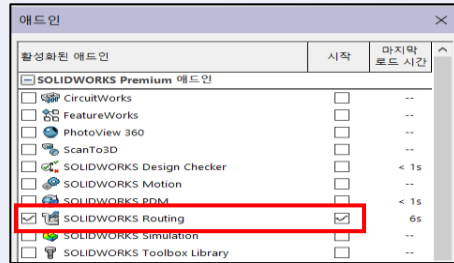 애드인
활성화된 애드인 시작 마지막 로드 시간
SOLIDWORKS Premium 애드인
CircuitWorks --
FeatureWorks --
PhotoView 360 --
ScanTo3D --
SOLIDWORKS Design Checker < 1s
SOLIDWORKS Motion --
SOLIDWORKS PDM < 1s
SOLIDWORKS Routing 6s
SOLIDWORKS Simulation --
SOLIDWORKS Toolbox Library --